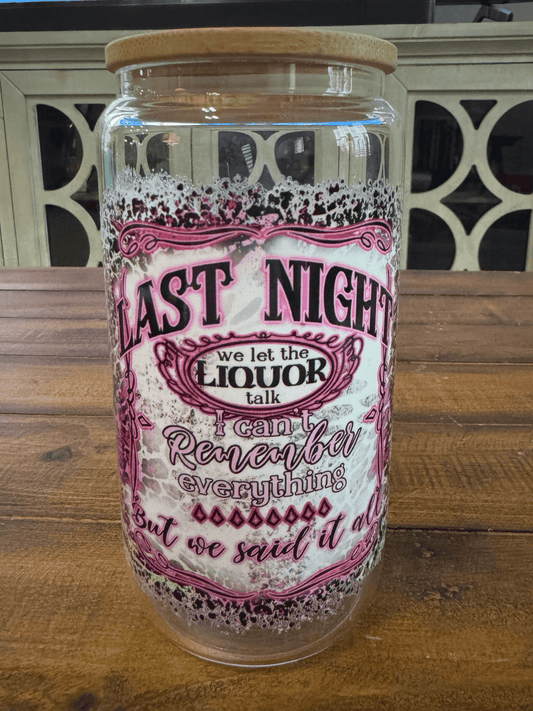 LAST NIGHT
we let the
LIQUOR
talk
I can't
Remember
everything
But we said it all